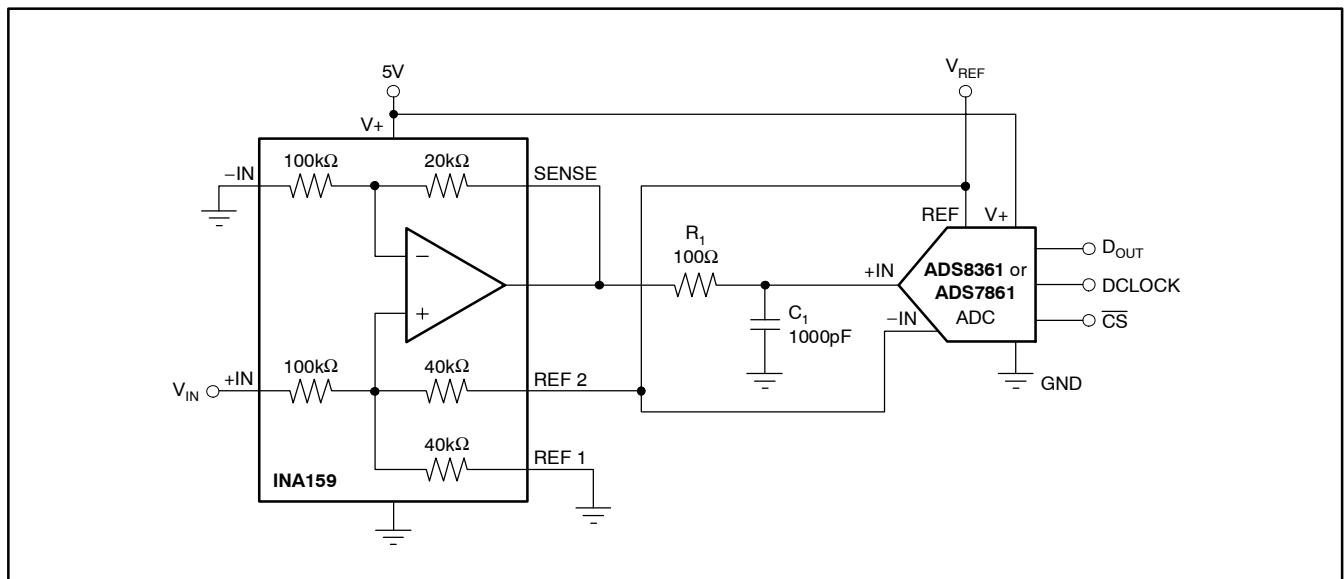 5V
V_REF
V+
100kΩ
20kΩ
−IN
SENSE
REF
V+
R_1
100Ω
−
+IN
ADS8361 or
ADS7861
ADC
D_OUT
DCLOCK
C̅S̅
−IN
+
C_1
1000pF
V_IN
+IN
100kΩ
40kΩ
REF 2
GND
40kΩ
REF 1
INA159